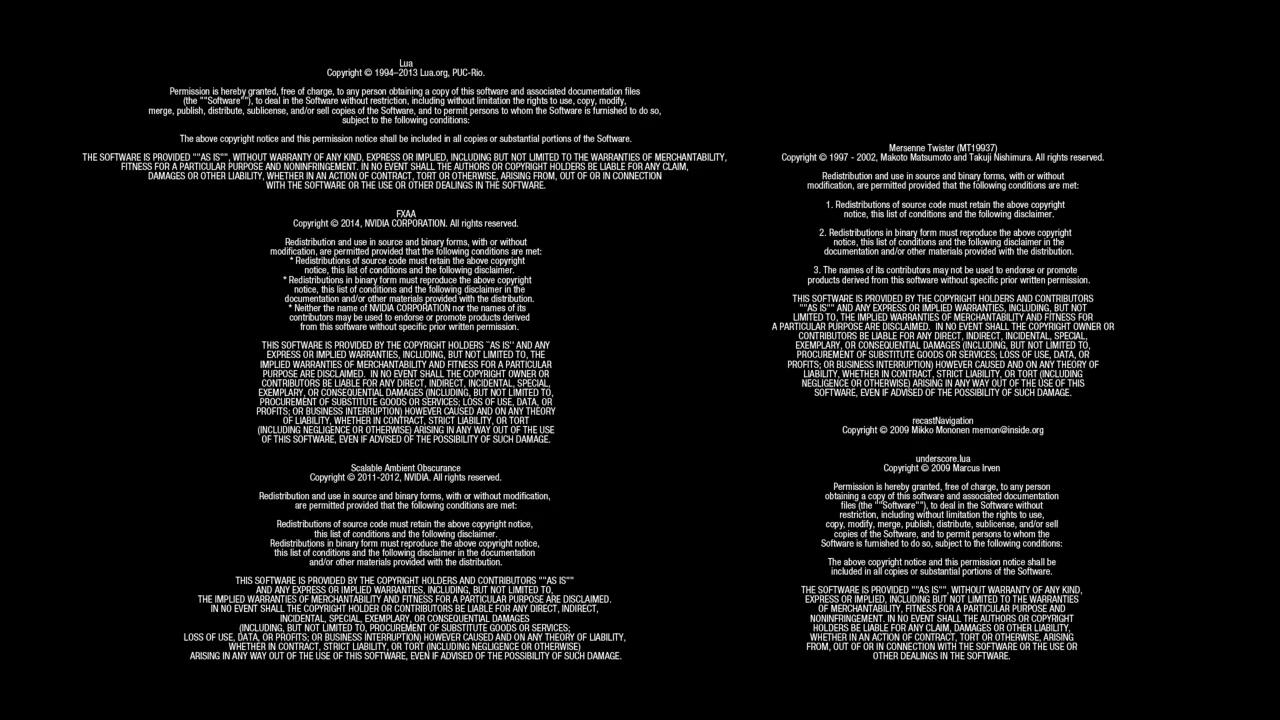 Lua
Copyright © 1994–2013 Lua.org, PUC-Rio.
Permission is hereby granted, free of charge, to any person obtaining a copy of this software and associated documentation files
(the ""Software""), to deal in the Software without restriction, including without limitation the rights to use, copy, modify,
merge, publish, distribute, sublicense, and/or sell copies of the Software, and to permit persons to whom the Software is furnished to do so,
subject to the following conditions:
The above copyright notice and this permission notice shall be included in all copies or substantial portions of the Software.
THE SOFTWARE IS PROVIDED ""AS IS"", WITHOUT WARRANTY OF ANY KIND, EXPRESS OR IMPLIED, INCLUDING BUT NOT LIMITED TO THE WARRANTIES OF MERCHANTABILITY,
FITNESS FOR A PARTICULAR PURPOSE AND NONINFRINGEMENT. IN NO EVENT SHALL THE AUTHORS OR COPYRIGHT HOLDERS BE LIABLE FOR ANY CLAIM,
DAMAGES OR OTHER LIABILITY, WHETHER IN AN ACTION OF CONTRACT, TORT OR OTHERWISE, ARISING FROM, OUT OF OR IN CONNECTION
WITH THE SOFTWARE OR THE USE OR OTHER DEALINGS IN THE SOFTWARE.
FXAA
Copyright © 2014, NVIDIA CORPORATION. All rights reserved.
Redistribution and use in source and binary forms, with or without
modification, are permitted provided that the following conditions are met:
* Redistributions of source code must retain the above copyright
notice, this list of conditions and the following disclaimer.
* Redistributions in binary form must reproduce the above copyright
notice, this list of conditions and the following disclaimer in the
documentation and/or other materials provided with the distribution.
* Neither the name of NVIDIA CORPORATION nor the names of its
contributors may be used to endorse or promote products derived
from this software without specific prior written permission.
THIS SOFTWARE IS PROVIDED BY THE COPYRIGHT HOLDERS ``AS IS'' AND ANY
EXPRESS OR IMPLIED WARRANTIES, INCLUDING, BUT NOT LIMITED TO, THE
IMPLIED WARRANTIES OF MERCHANTABILITY AND FITNESS FOR A PARTICULAR
PURPOSE ARE DISCLAIMED.  IN NO EVENT SHALL THE COPYRIGHT OWNER OR
CONTRIBUTORS BE LIABLE FOR ANY DIRECT, INDIRECT, INCIDENTAL, SPECIAL,
EXEMPLARY, OR CONSEQUENTIAL DAMAGES (INCLUDING, BUT NOT LIMITED TO,
PROCUREMENT OF SUBSTITUTE GOODS OR SERVICES; LOSS OF USE, DATA, OR
PROFITS; OR BUSINESS INTERRUPTION) HOWEVER CAUSED AND ON ANY THEORY
OF LIABILITY, WHETHER IN CONTRACT, STRICT LIABILITY, OR TORT
(INCLUDING NEGLIGENCE OR OTHERWISE) ARISING IN ANY WAY OUT OF THE USE
OF THIS SOFTWARE, EVEN IF ADVISED OF THE POSSIBILITY OF SUCH DAMAGE.
Scalable Ambient Obscurance
Copyright © 2011-2012, NVIDIA. All rights reserved.
Redistribution and use in source and binary forms, with or without modification,
are permitted provided that the following conditions are met:
Redistributions of source code must retain the above copyright notice,
this list of conditions and the following disclaimer.
Redistributions in binary form must reproduce the above copyright notice,
this list of conditions and the following disclaimer in the documentation
and/or other materials provided with the distribution.
THIS SOFTWARE IS PROVIDED BY THE COPYRIGHT HOLDERS AND CONTRIBUTORS ""AS IS""
AND ANY EXPRESS OR IMPLIED WARRANTIES, INCLUDING, BUT NOT LIMITED TO,
THE IMPLIED WARRANTIES OF MERCHANTABILITY AND FITNESS FOR A PARTICULAR PURPOSE ARE DISCLAIMED.
IN NO EVENT SHALL THE COPYRIGHT HOLDER OR CONTRIBUTORS BE LIABLE FOR ANY DIRECT, INDIRECT,
INCIDENTAL, SPECIAL, EXEMPLARY, OR CONSEQUENTIAL DAMAGES
(INCLUDING, BUT NOT LIMITED TO, PROCUREMENT OF SUBSTITUTE GOODS OR SERVICES;
LOSS OF USE, DATA, OR PROFITS; OR BUSINESS INTERRUPTION) HOWEVER CAUSED AND ON ANY THEORY OF LIABILITY,
WHETHER IN CONTRACT, STRICT LIABILITY, OR TORT (INCLUDING NEGLIGENCE OR OTHERWISE)
ARISING IN ANY WAY OUT OF THE USE OF THIS SOFTWARE, EVEN IF ADVISED OF THE POSSIBILITY OF SUCH DAMAGE.
Mersenne Twister (MT19937)
Copyright © 1997 - 2002, Makoto Matsumoto and Takuji Nishimura. All rights reserved.
Redistribution and use in source and binary forms, with or without
modification, are permitted provided that the following conditions are met:
1. Redistributions of source code must retain the above copyright
notice, this list of conditions and the following disclaimer.
2. Redistributions in binary form must reproduce the above copyright
notice, this list of conditions and the following disclaimer in the
documentation and/or other materials provided with the distribution.
3. The names of its contributors may not be used to endorse or promote
products derived from this software without specific prior written permission.
THIS SOFTWARE IS PROVIDED BY THE COPYRIGHT HOLDERS AND CONTRIBUTORS
""AS IS"" AND ANY EXPRESS OR IMPLIED WARRANTIES, INCLUDING, BUT NOT
LIMITED TO, THE IMPLIED WARRANTIES OF MERCHANTABILITY AND FITNESS FOR
A PARTICULAR PURPOSE ARE DISCLAIMED.  IN NO EVENT SHALL THE COPYRIGHT OWNER OR
CONTRIBUTORS BE LIABLE FOR ANY DIRECT, INDIRECT, INCIDENTAL, SPECIAL,
EXEMPLARY, OR CONSEQUENTIAL DAMAGES (INCLUDING, BUT NOT LIMITED TO,
PROCUREMENT OF SUBSTITUTE GOODS OR SERVICES; LOSS OF USE, DATA, OR
PROFITS; OR BUSINESS INTERRUPTION) HOWEVER CAUSED AND ON ANY THEORY OF
LIABILITY, WHETHER IN CONTRACT, STRICT LIABILITY, OR TORT (INCLUDING
NEGLIGENCE OR OTHERWISE) ARISING IN ANY WAY OUT OF THE USE OF THIS
SOFTWARE, EVEN IF ADVISED OF THE POSSIBILITY OF SUCH DAMAGE.
recastNavigation
Copyright © 2009 Mikko Mononen memon@inside.org
underscore.lua
Copyright © 2009 Marcus Irven
Permission is hereby granted, free of charge, to any person
obtaining a copy of this software and associated documentation
files (the ""Software""), to deal in the Software without
restriction, including without limitation the rights to use,
copy, modify, merge, publish, distribute, sublicense, and/or sell
copies of the Software, and to permit persons to whom the
Software is furnished to do so, subject to the following conditions:
The above copyright notice and this permission notice shall be
included in all copies or substantial portions of the Software.
THE SOFTWARE IS PROVIDED ""AS IS"", WITHOUT WARRANTY OF ANY KIND,
EXPRESS OR IMPLIED, INCLUDING BUT NOT LIMITED TO THE WARRANTIES
OF MERCHANTABILITY, FITNESS FOR A PARTICULAR PURPOSE AND
NONINFRINGEMENT. IN NO EVENT SHALL THE AUTHORS OR COPYRIGHT
HOLDERS BE LIABLE FOR ANY CLAIM, DAMAGES OR OTHER LIABILITY,
WHETHER IN AN ACTION OF CONTRACT, TORT OR OTHERWISE, ARISING
FROM, OUT OF OR IN CONNECTION WITH THE SOFTWARE OR THE USE OR
OTHER DEALINGS IN THE SOFTWARE.